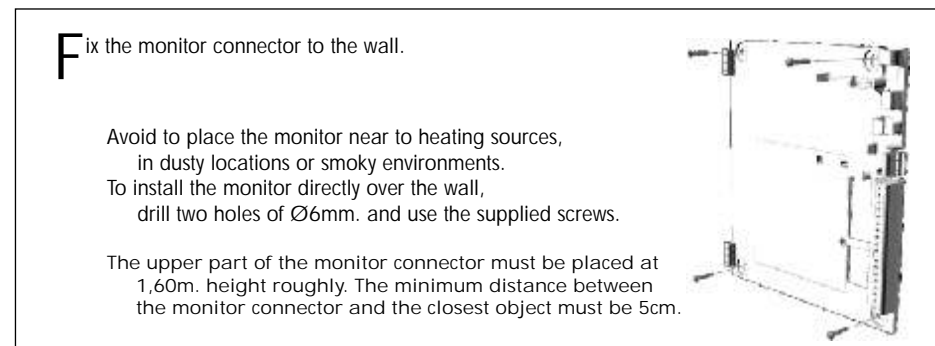 Fix the monitor connector to the wall.
Avoid to place the monitor near to heating sources,
in dusty locations or smoky environments.
To install the monitor directly over the wall,
drill two holes of Ø6mm. and use the supplied screws.
The upper part of the monitor connector must be placed at
1,60m. height roughly. The minimum distance between
the monitor connector and the closest object must be 5cm.